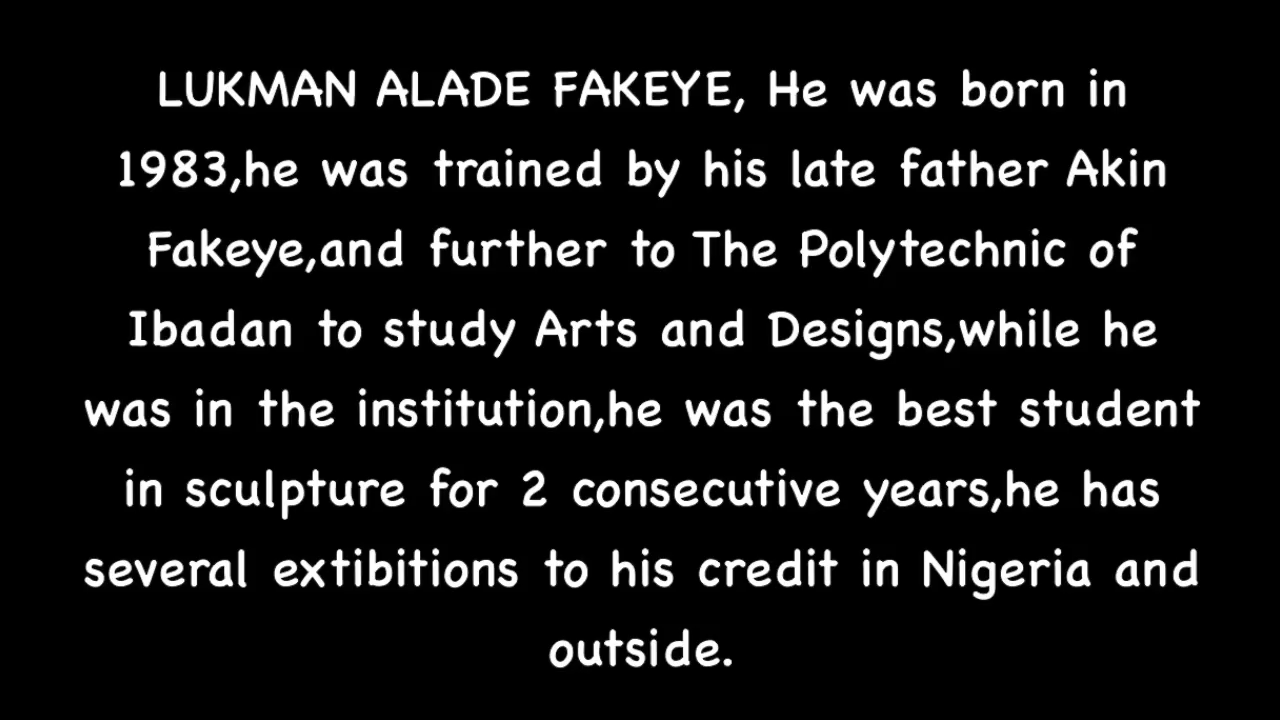 LUKMAN ALADE FAKEYE, He was born in
1983,he was trained by his late father Akin
Fakeye,and further to The Polytechnic of
Ibadan to study Arts and Designs,while he
was in the institution,he was the best student
in sculpture for 2 consecutive years,he has
several extibitions to his credit in Nigeria and
outside.